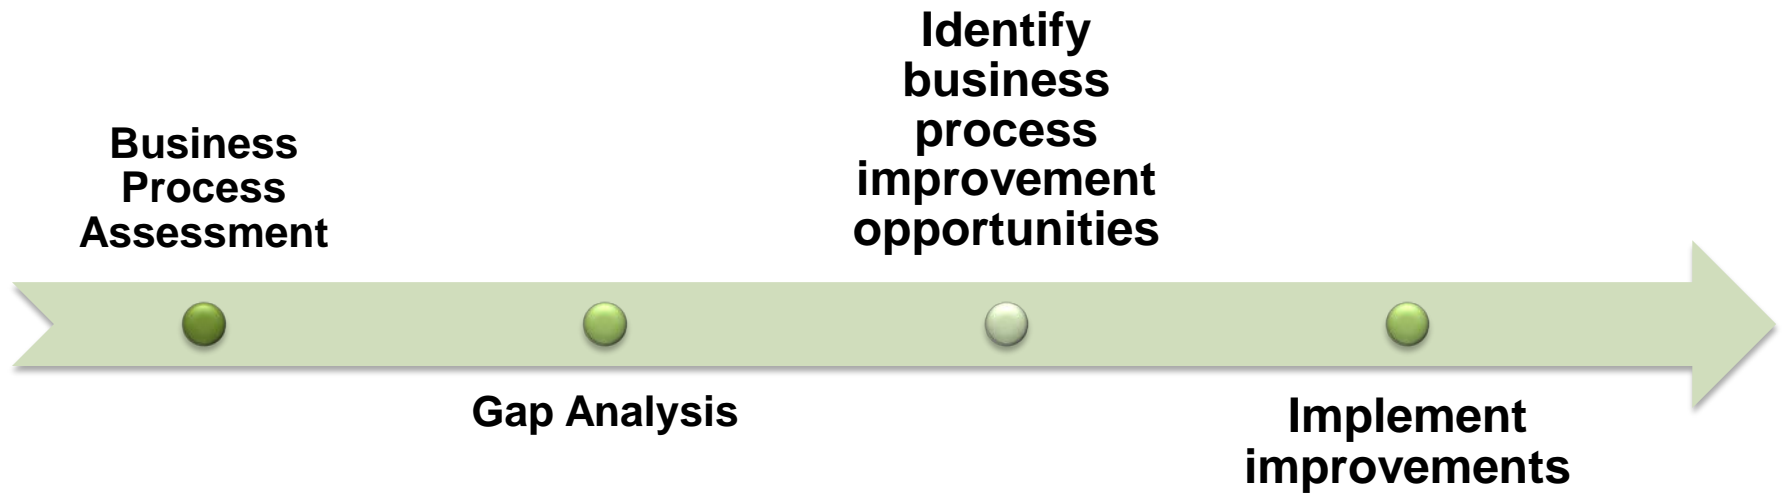 Business
Process
Assessment
Gap Analysis
Identify
business
process
improvement
opportunities
Implement
improvements